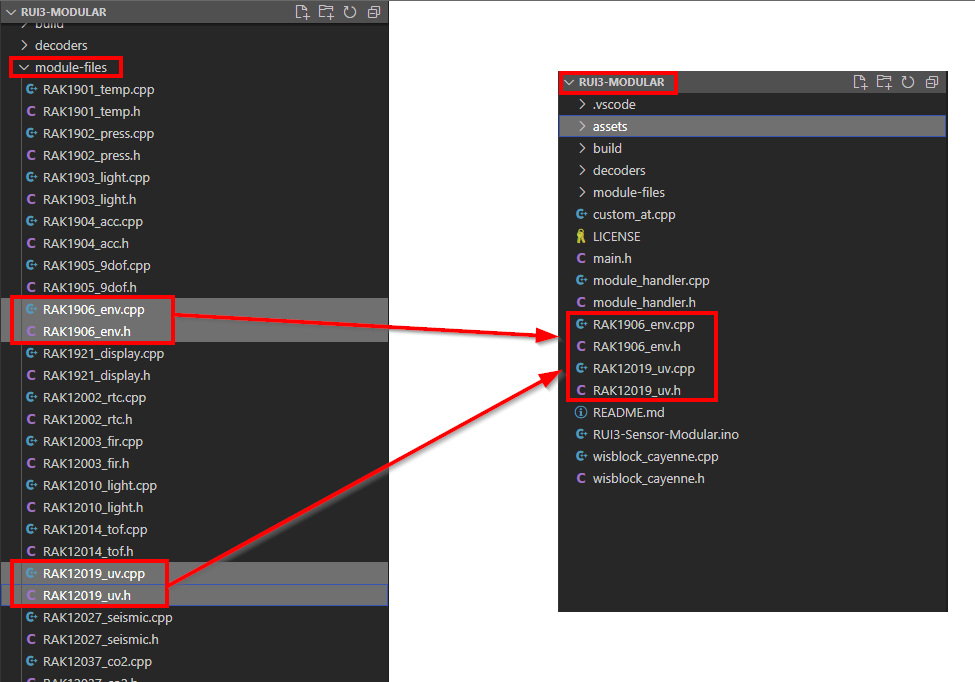 RUI3-MODULAR
build
decoders
module-files
RAK1901_temp.cpp
RAK1901_temp.h
RAK1902_press.cpp
RAK1902_press.h
RAK1903_light.cpp
RAK1903_light.h
RAK1904_acc.cpp
RAK1904_acc.h
RAK1905_9dof.cpp
RAK1905_9dof.h
RAK1906_env.cpp
RAK1906_env.h
RAK1921_display.cpp
RAK1921_display.h
RAK12002_rtc.cpp
RAK12002_rtc.h
RAK12003_fir.cpp
RAK12003_fir.h
RAK12010_light.cpp
RAK12010_light.h
RAK12014_tof.cpp
RAK12014_tof.h
RAK12019_uv.cpp
RAK12019_uv.h
RAK12027_seismic.cpp
RAK12027_seismic.h
RAK12037_co2.cpp
RAK12037_co2.h
RUI3-MODULAR
.vscode
assets
build
decoders
module-files
custom_at.cpp
LICENSE
main.h
module_handler.cpp
module_handler.h
RAK1906_env.cpp
RAK1906_env.h
RAK12019_uv.cpp
RAK12019_uv.h
README.md
RUI3-Sensor-Modular.ino
wisblock_cayenne.cpp
wisblock_cayenne.h